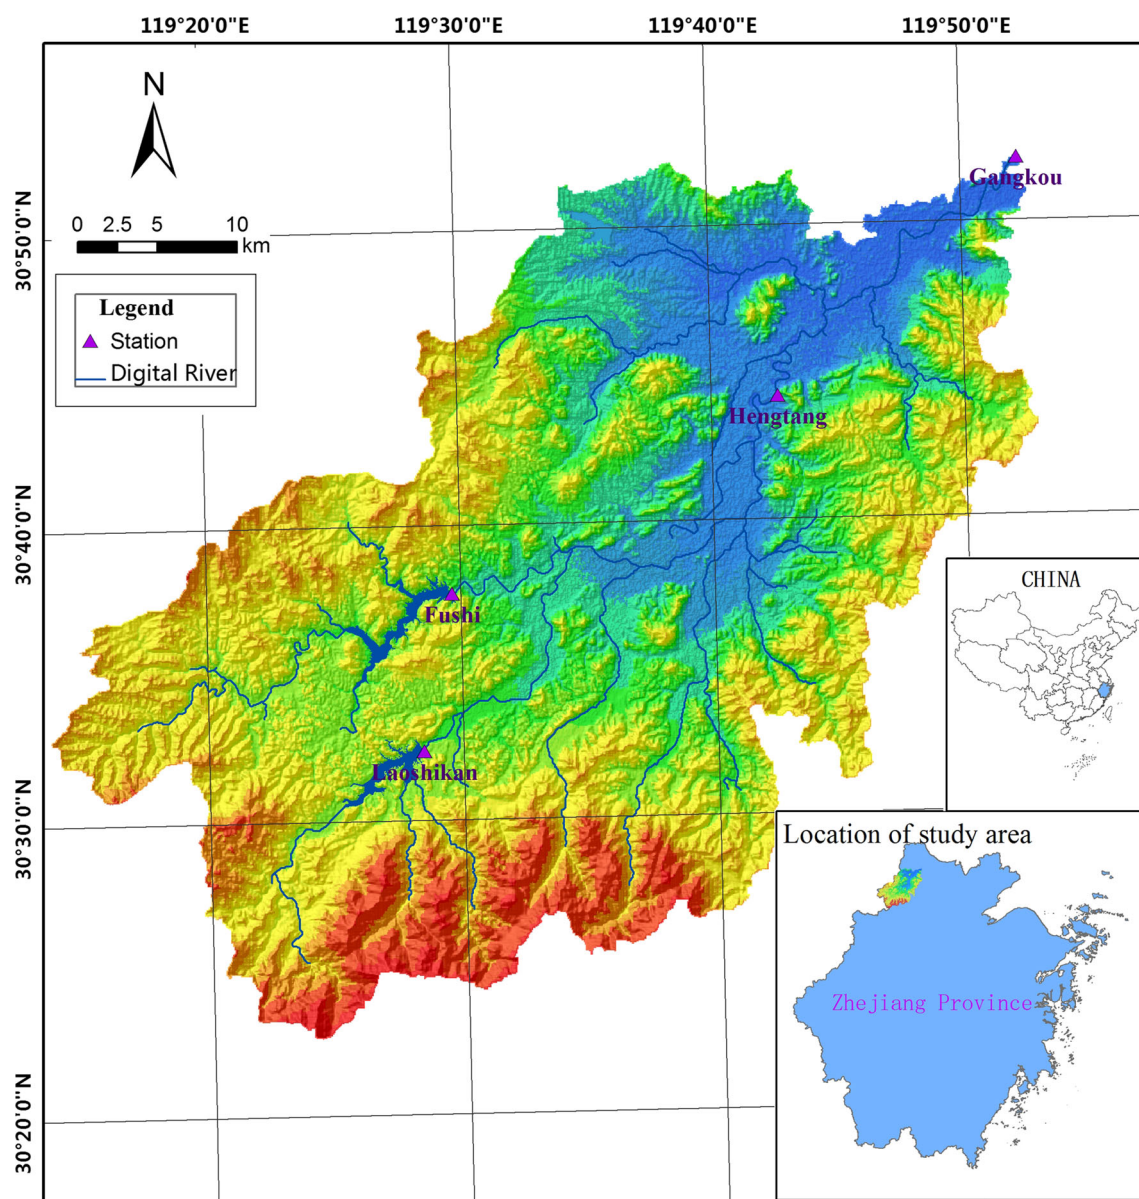 119°20'0"E
119°30'0"E
119°40'0"E
119°50'0"E
N
0 2.5 5 10
km
30°50'0"N
Legend
Station
Digital River
Gangkou
Hengtang
30°40'0"N
Fushi
Laoshikan
30°30'0"N
30°20'0"N
CHINA
Location of study area
Zhejiang Province